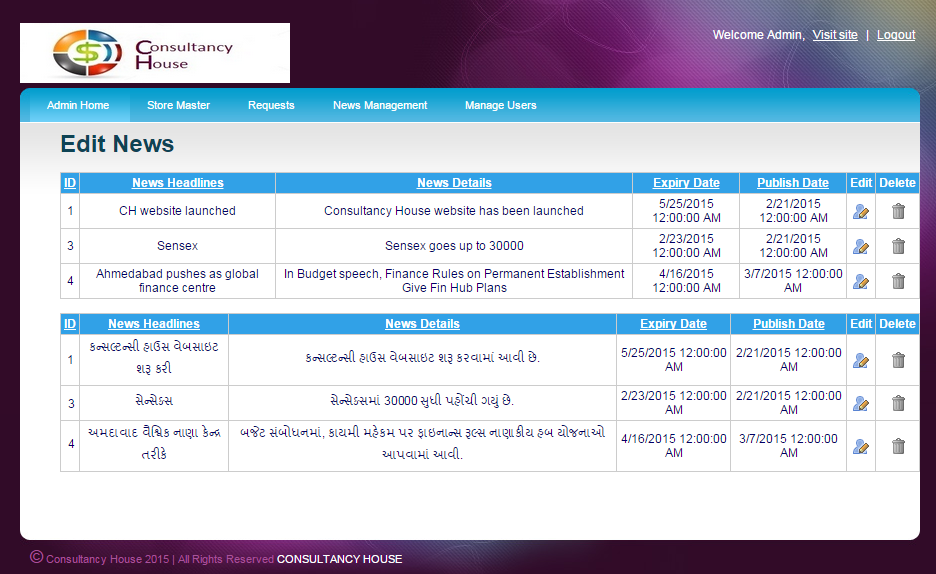 Consultancy
House
Welcome Admin, Visit site | Logout
Admin Home Store Master Requests News Management Manage Users
Edit News
ID News Headlines News Details Expiry Date Publish Date Edit Delete
1 CH website launched Consultancy House website has been launched 5/25/2015 12:00:00 AM 2/21/2015 12:00:00 AM
3 Sensex Sensex goes up to 30000 2/23/2015 12:00:00 AM 2/21/2015 12:00:00 AM
4 Ahmedabad pushes as global finance centre In Budget speech, Finance Rules on Permanent Establishment Give Fin Hub Plans 4/16/2015 12:00:00 AM 3/7/2015 12:00:00 AM
ID News Headlines News Details Expiry Date Publish Date Edit Delete
1 કન્સલ્ટન્સી હાઉસ વેબસાઇટ શરૂ કરી કન્સલ્ટન્સી હાઉસ વેબસાઇટ શરૂ કરવામાં આવી છે. 5/25/2015 12:00:00 AM 2/21/2015 12:00:00 AM
3 સેન્સેક્સ સેન્સેક્સમાં 30000 સુધી પહોંચી ગયું છે. 2/23/2015 12:00:00 AM 2/21/2015 12:00:00 AM
4 અમદાવાદ વૈશ્વિક નાણા કેન્દ્ર તરીકે બજેટ સંબોધનમાં, કાયમી મહેકમ પર ફાઇનાન્સ રૂલ્સ નાણાકીય હબ યોજનાઓ આપવામાં આવી. 4/16/2015 12:00:00 AM 3/7/2015 12:00:00 AM
© Consultancy House 2015 | All Rights Reserved CONSULTANCY HOUSE